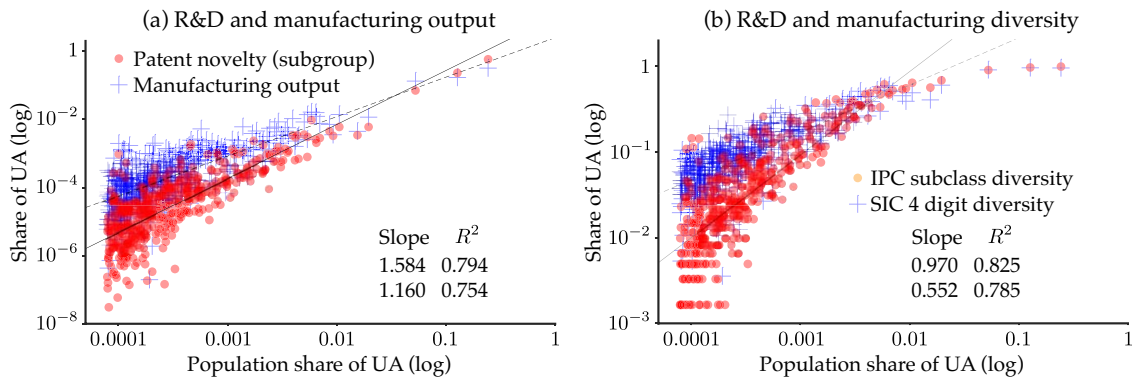 (a) R&D and manufacturing output
1
10−2
10−4
10−6
10−8
Share of UA (log)
Patent novelty (subgroup)
Manufacturing output
Slope R2
1.584 0.794
1.160 0.754
0.0001 0.001 0.01 0.1 1
Population share of UA (log)
(b) R&D and manufacturing diversity
1
10−1
10−2
10−3
Share of UA (log)
IPC subclass diversity
SIC 4 digit diversity
Slope R2
0.970 0.825
0.552 0.785
0.0001 0.001 0.01 0.1 1
Population share of UA (log)